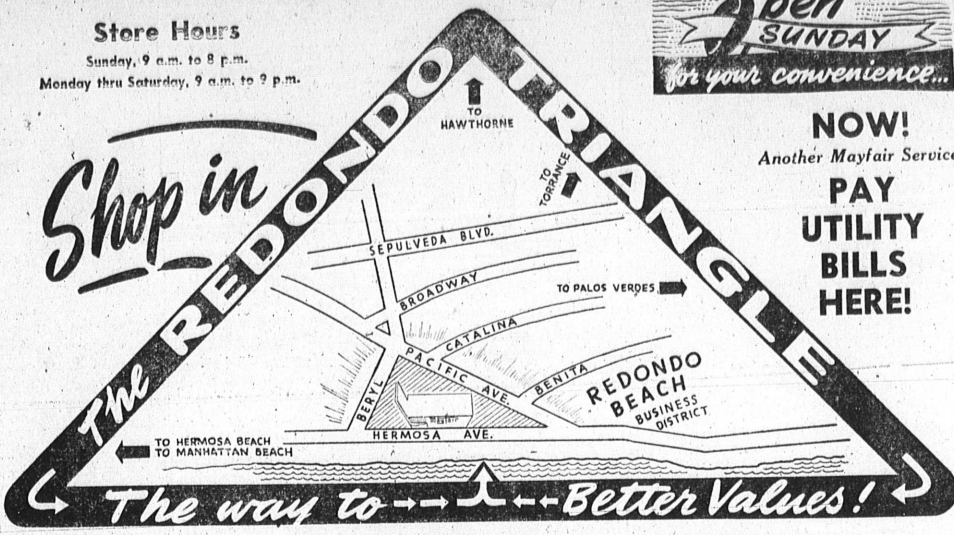 Store Hours
Sunday, 9 a.m. to 8 p.m.
Monday thru Saturday, 9 a.m. to 9 p.m.
Open
SUNDAY
for your convenience...
NOW!
Another Mayfair Service
PAY
UTILITY
BILLS
HERE!
Shop in
The REDONDO TRIANGLE
TO
HAWTHORNE
TO
TORRANCE
SEPULVEDA BLVD.
BROADWAY
TO PALOS VERDES
CATALINA
PACIFIC AVE.
BENITA
BERYL
Mayfair
REDONDO
BEACH
BUSINESS
DISTRICT
HERMOSA AVE.
TO HERMOSA BEACH
TO MANHATTAN BEACH
The way to Better Values!